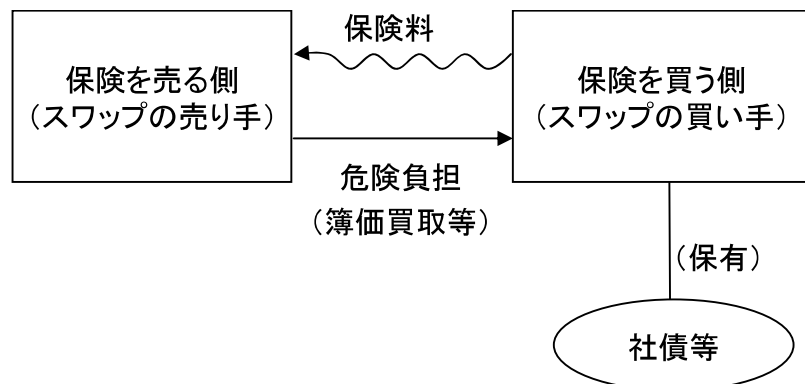 保険料
保険を売る側
（スワップの売り手）
保険を買う側
（スワップの買い手）
危険負担
（簿価買取等）
（保有）
社債等